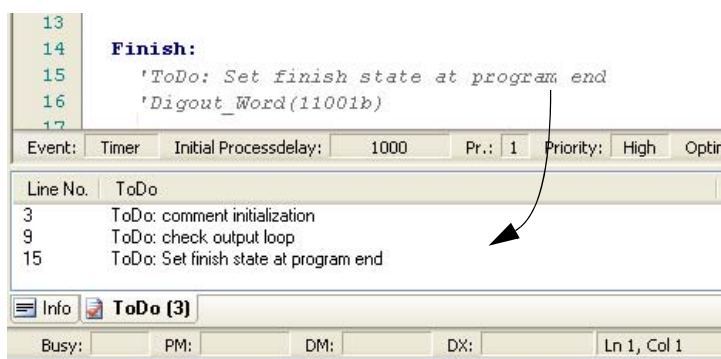 13
14 Finish:
15 'ToDo: Set finish state at program end
16 'Digout_Word(11001b)
17
Event: Timer Initial Processdelay: 1000 Pr.: 1 Priority: High
Line No. ToDo
3 ToDo: comment initialization
9 ToDo: check output loop
15 ToDo: Set finish state at program end
Info ToDo (3)
Busy: PM: DM: DX: Ln 1, Col 1